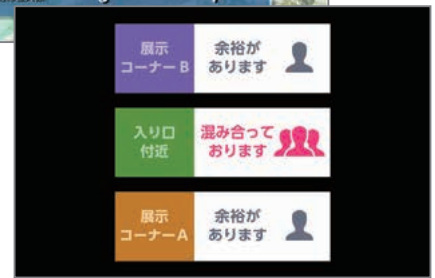 展示
コーナーB
余裕が
あります
入り口
付近
混み合って
おります
展示
コーナーA
余裕が
あります